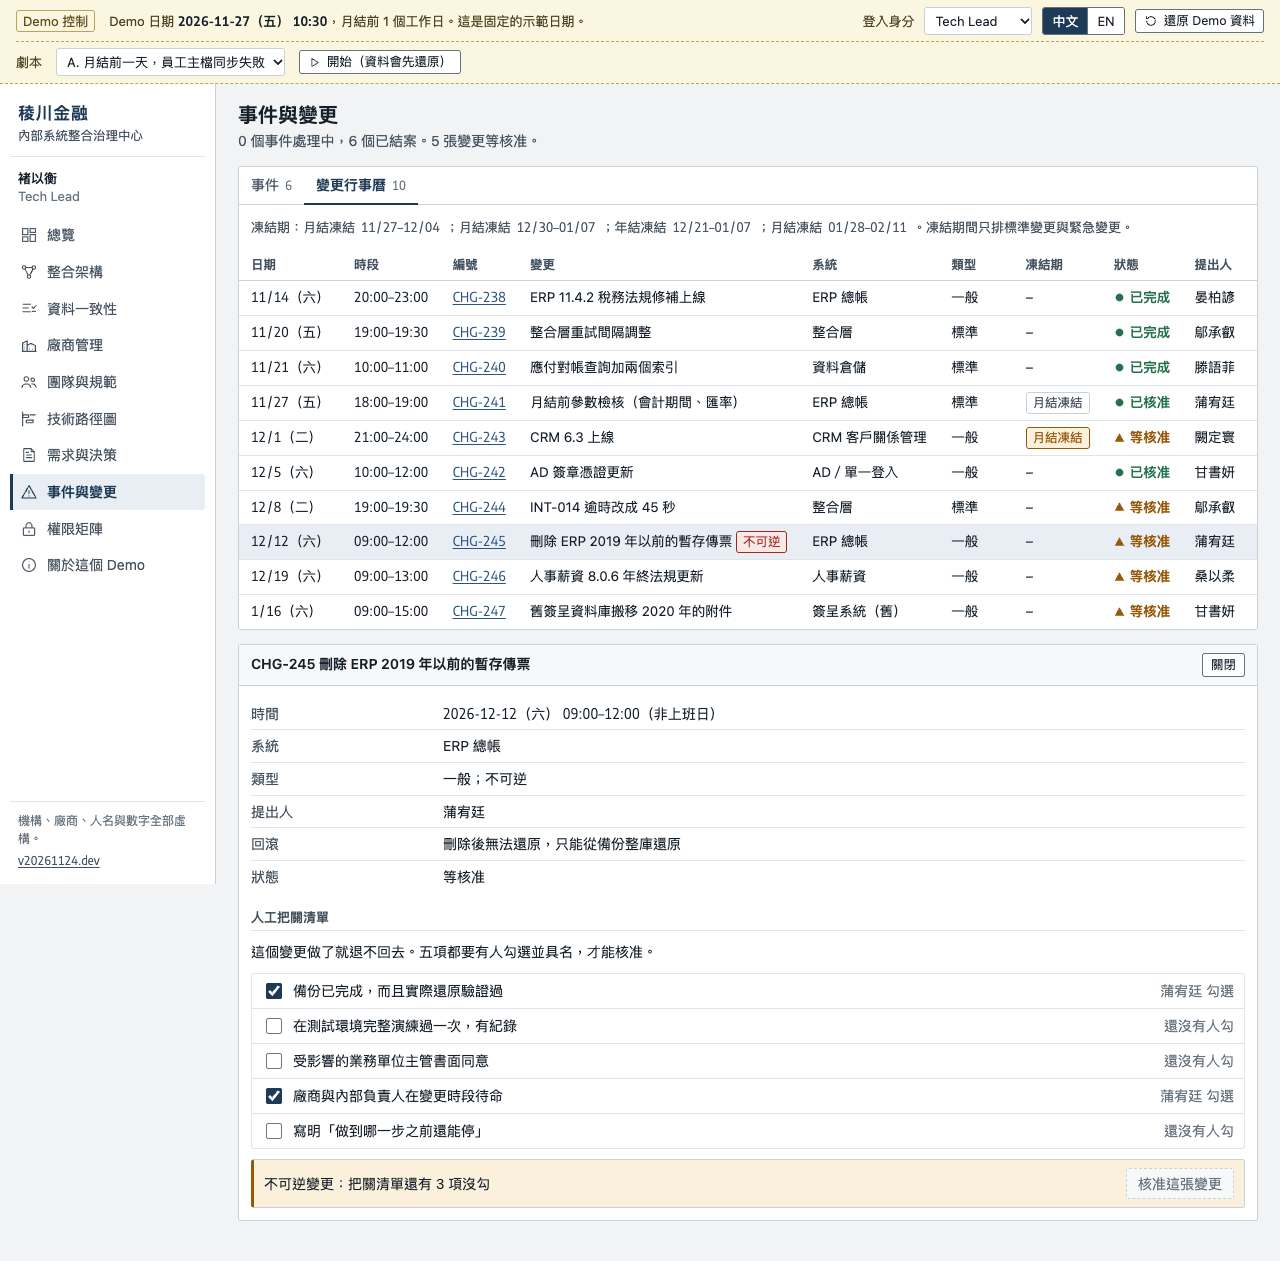 Demo 控制 Demo 日期 2026-11-27（五） 10:30，月結前 1 個工作日。這是固定的示範日期。 登入身分 Tech Lead 中文 EN 還原 Demo 資料
劇本 A. 月結前一天，員工主檔同步失敗 開始（資料會先還原）
稜川金融
內部系統整合治理中心
褚以衡
Tech Lead
總覽
整合架構
資料一致性
廠商管理
團隊與規範
技術路徑圖
需求與決策
事件與變更
權限矩陣
關於這個 Demo
機構、廠商、人名與數字全部虛
構。
v20261124.dev
事件與變更
0 個事件處理中，6 個已結案。5 張變更等核准。
事件 6 變更行事曆 10
凍結期：月結凍結 11/27–12/04 ；月結凍結 12/30–01/07 ；年結凍結 12/21–01/07 ；月結凍結 01/28–02/11 。凍結期間只排標準變更與緊急變更。
日期 時段 編號 變更 系統 類型 凍結期 狀態 提出人
11/14（六） 20:00–23:00 CHG-238 ERP 11.4.2 稅務法規修補上線 ERP 總帳 一般 – ● 已完成 晏柏諺
11/20（五） 19:00–19:30 CHG-239 整合層重試間隔調整 整合層 標準 – ● 已完成 鄔承叡
11/21（六） 10:00–11:00 CHG-240 應付對帳查詢加兩個索引 資料倉儲 標準 – ● 已完成 滕語菲
11/27（五） 18:00–19:00 CHG-241 月結前參數檢核（會計期間、匯率） ERP 總帳 標準 月結凍結 ● 已核准 蒲宥廷
12/1（二） 21:00–24:00 CHG-243 CRM 6.3 上線 CRM 客戶關係管理 一般 月結凍結 ▲ 等核准 闕定寰
12/5（六） 10:00–12:00 CHG-242 AD 簽章憑證更新 AD / 單一登入 一般 – ● 已核准 甘書妍
12/8（二） 19:00–19:30 CHG-244 INT-014 逾時改成 45 秒 整合層 標準 – ▲ 等核准 鄔承叡
12/12（六） 09:00–12:00 CHG-245 刪除 ERP 2019 年以前的暫存傳票 不可逆 ERP 總帳 一般 – ▲ 等核准 蒲宥廷
12/19（六） 09:00–13:00 CHG-246 人事薪資 8.0.6 年終法規更新 人事薪資 一般 – ▲ 等核准 桑以柔
1/16（六） 09:00–15:00 CHG-247 舊簽呈資料庫搬移 2020 年的附件 簽呈系統（舊） 一般 – ▲ 等核准 甘書妍
CHG-245 刪除 ERP 2019 年以前的暫存傳票 關閉
時間 2026-12-12（六） 09:00–12:00（非上班日）
系統 ERP 總帳
類型 一般；不可逆
提出人 蒲宥廷
回滾 刪除後無法還原，只能從備份整庫還原
狀態 等核准
人工把關清單
這個變更做了就退不回去。五項都要有人勾選並具名，才能核准。
備份已完成，而且實際還原驗證過 蒲宥廷 勾選
在測試環境完整演練過一次，有紀錄 還沒有人勾
受影響的業務單位主管書面同意 還沒有人勾
廠商與內部負責人在變更時段待命 蒲宥廷 勾選
寫明「做到哪一步之前還能停」 還沒有人勾
不可逆變更：把關清單還有 3 項沒勾 核准這張變更